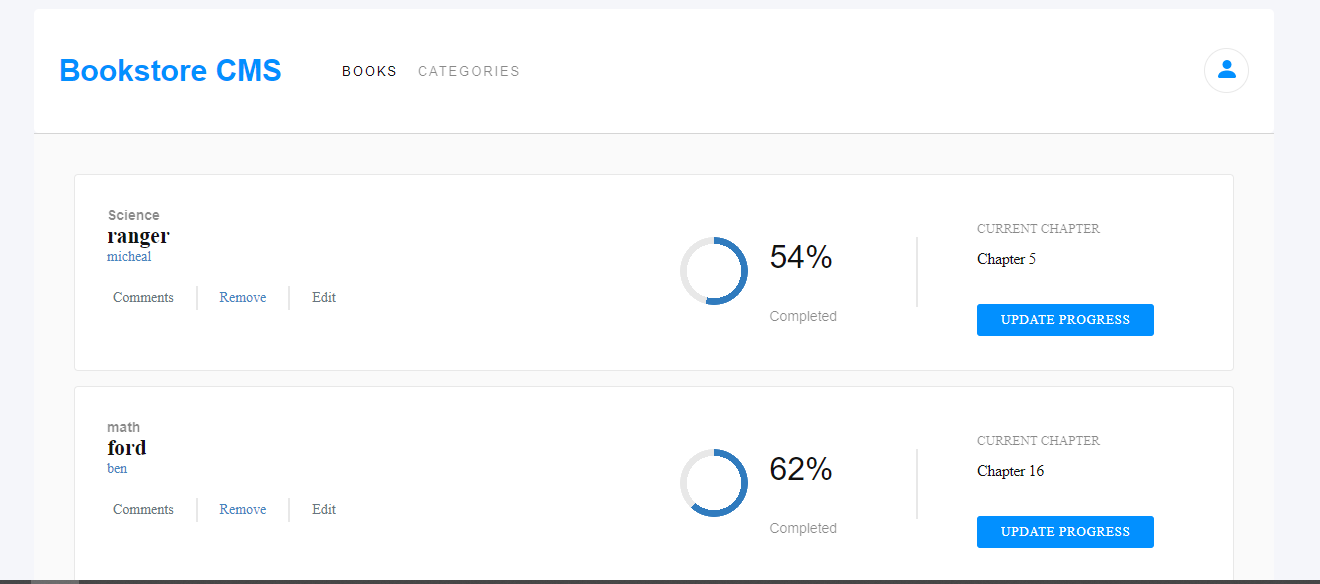 Bookstore CMS BOOKS CATEGORIES
Science
ranger
micheal
Comments Remove Edit
54%
Completed
CURRENT CHAPTER
Chapter 5
UPDATE PROGRESS
math
ford
ben
Comments Remove Edit
62%
Completed
CURRENT CHAPTER
Chapter 16
UPDATE PROGRESS